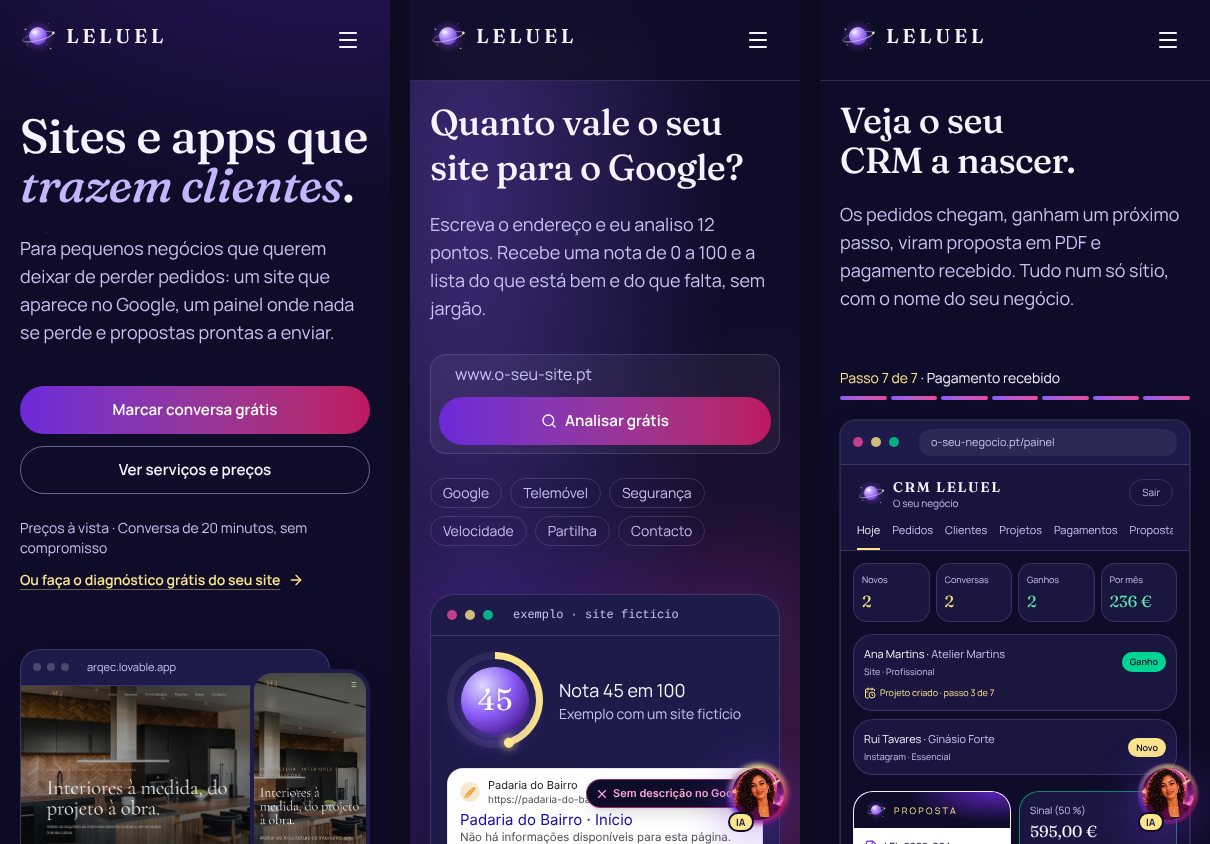 LELUEL
Sites e apps que
trazem clientes.
Para pequenos negócios que querem
deixar de perder pedidos: um site que
aparece no Google, um painel onde nada
se perde e propostas prontas a enviar.
Marcar conversa grátis
Ver serviços e preços
Preços à vista · Conversa de 20 minutos, sem
compromisso
Ou faça o diagnóstico grátis do seu site →
arqec.lovable.app
Interiores à medida, do
projeto à obra.
Interiores à
medida, do projeto
à obra.
LELUEL
Quanto vale o seu
site para o Google?
Escreva o endereço e eu analiso 12
pontos. Recebe uma nota de 0 a 100 e a
lista do que está bem e do que falta, sem
jargão.
www.o-seu-site.pt
Analisar grátis
Google
Telemóvel
Segurança
Velocidade
Partilha
Contacto
exemplo · site fictício
45
Nota 45 em 100
Exemplo com um site fictício
Padaria do Bairro
https://padaria-do-ba
Sem descrição no Goo
Padaria do Bairro · Início
Não há informações disponíveis para esta página.
IA
LELUEL
Veja o seu
CRM a nascer.
Os pedidos chegam, ganham um próximo
passo, viram proposta em PDF e
pagamento recebido. Tudo num só sítio,
com o nome do seu negócio.
Passo 7 de 7 · Pagamento recebido
o-seu-negocio.pt/painel
CRM LELUEL
O seu negócio
Sair
Hoje
Pedidos
Clientes
Projetos
Pagamentos
Proposta
Novos
2
Conversas
2
Ganhos
2
Por mês
236 €
Ana Martins · Atelier Martins
Site · Profissional
Projeto criado · passo 3 de 7
Ganho
Rui Tavares · Ginásio Forte
Instagram · Essencial
Novo
PROPOSTA
Sinal (50 %)
595,00 €
IA